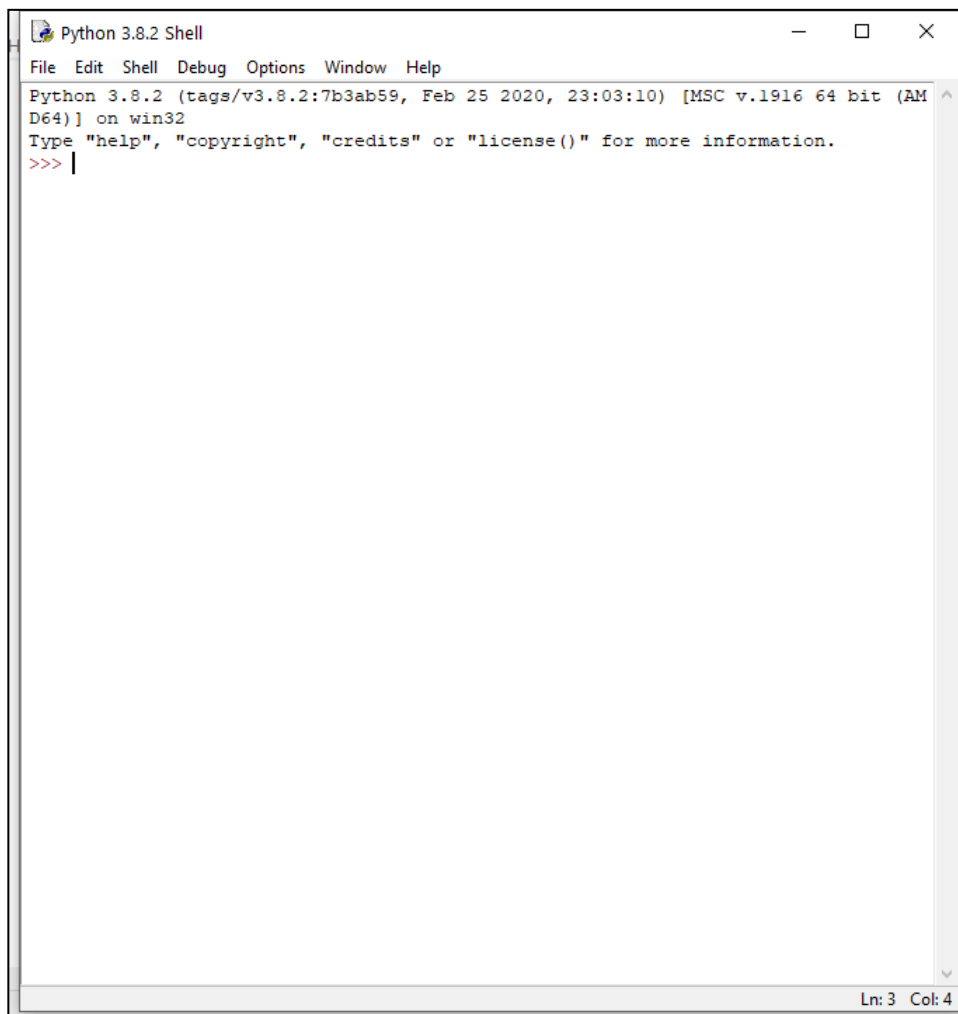 Python 3.8.2 Shell
File Edit Shell Debug Options Window Help
Python 3.8.2 (tags/v3.8.2:7b3ab59, Feb 25 2020, 23:03:10) [MSC v.1916 64 bit (AM
D64)] on win32
Type "help", "copyright", "credits" or "license()" for more information.
>>>
Ln: 3 Col: 4